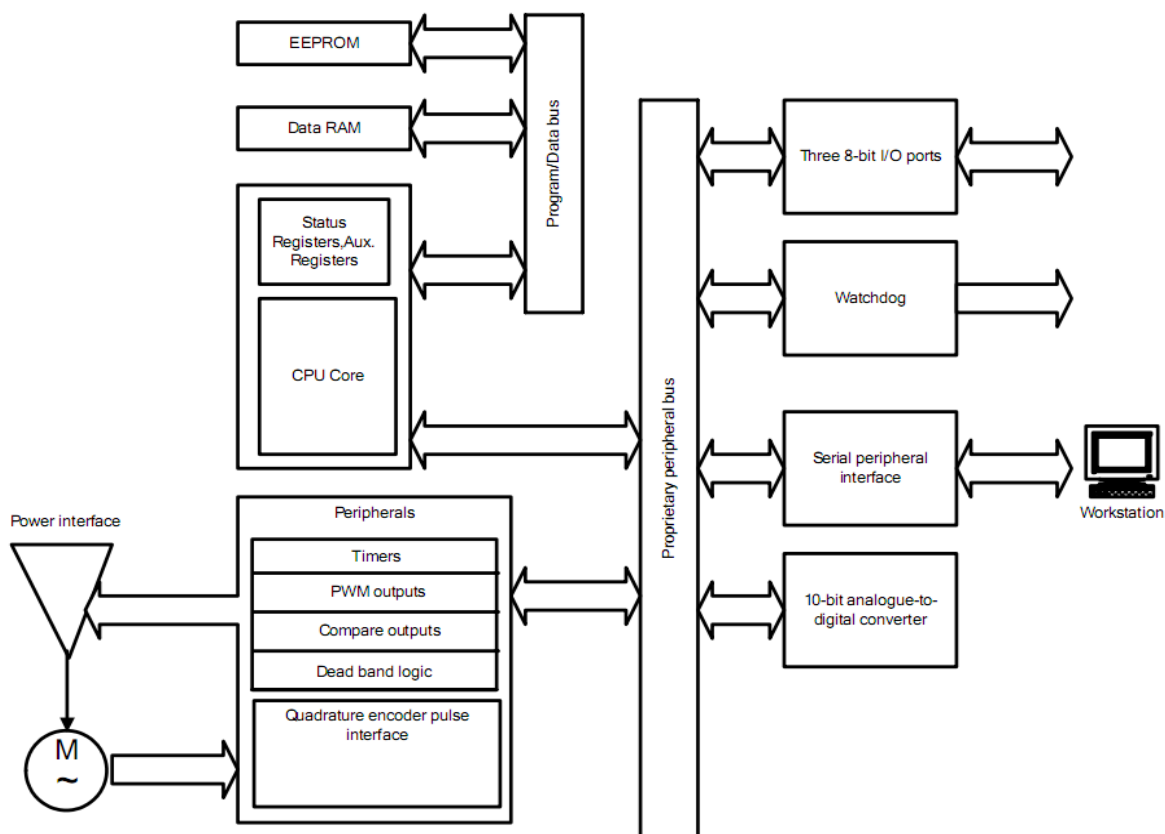 EEPROM
Data RAM
Program/Data bus
Status
Registers,Aux.
Registers
CPU Core
Proprietary peripheral bus
Three 8-bit I/O ports
Watchdog
Serial peripheral
interface
Workstation
10-bit analogue-to-
digital converter
Power interface
Peripherals
Timers
PWM outputs
Compare outputs
Dead band logic
Quadrature encoder pulse
interface
M
~